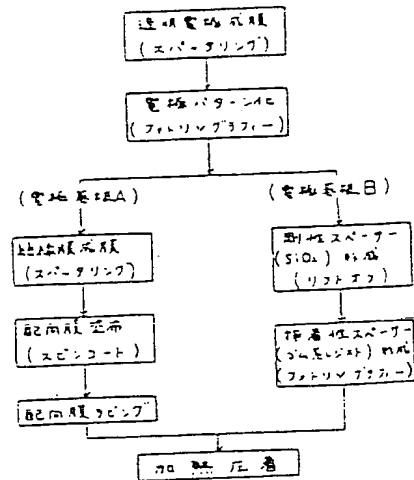 透明電極成膜
(スパータリング)
電極パターン化
(フォトリソグラフィー)
(電極基板A)
(電極基板B)
絶縁膜成膜
(スパータリング)
剛性スペーサー
(SiO₂)形成
(リフトオフ)
配向膜塗布
(スピンコート)
接着性スペーサー
(ゴム系レジスト)形成
(フォトリソグラフィー)
配向膜ラビング
加熱圧着